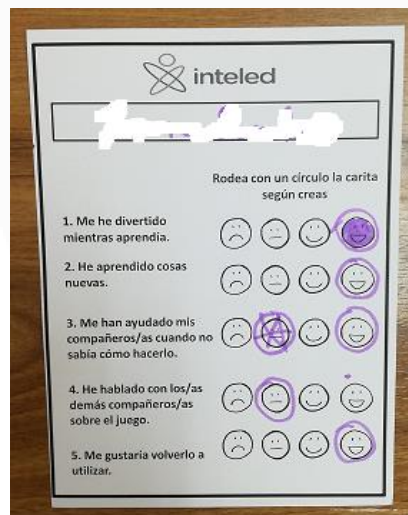 inteled
Rodea con un círculo la carita
según creas
1. Me he divertido
mientras aprendía.
2. He aprendido cosas
nuevas.
3. Me han ayudado mis
compañeros/as cuando no
sabía cómo hacerlo.
4. He hablado con los/as
demás compañeros/as
sobre el juego.
5. Me gustaría volverlo a
utilizar.